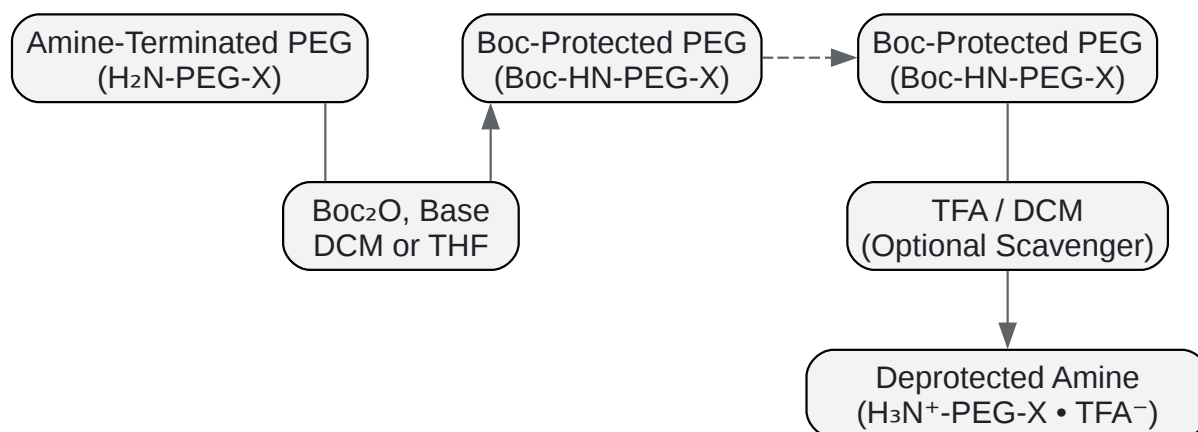 Amine-Terminated PEG
(H₂N-PEG-X)
Boc₂O, Base
DCM or THF
Boc-Protected PEG
(Boc-HN-PEG-X)
Boc-Protected PEG
(Boc-HN-PEG-X)
TFA / DCM
(Optional Scavenger)
Deprotected Amine
(H₃N⁺-PEG-X • TFA⁻)